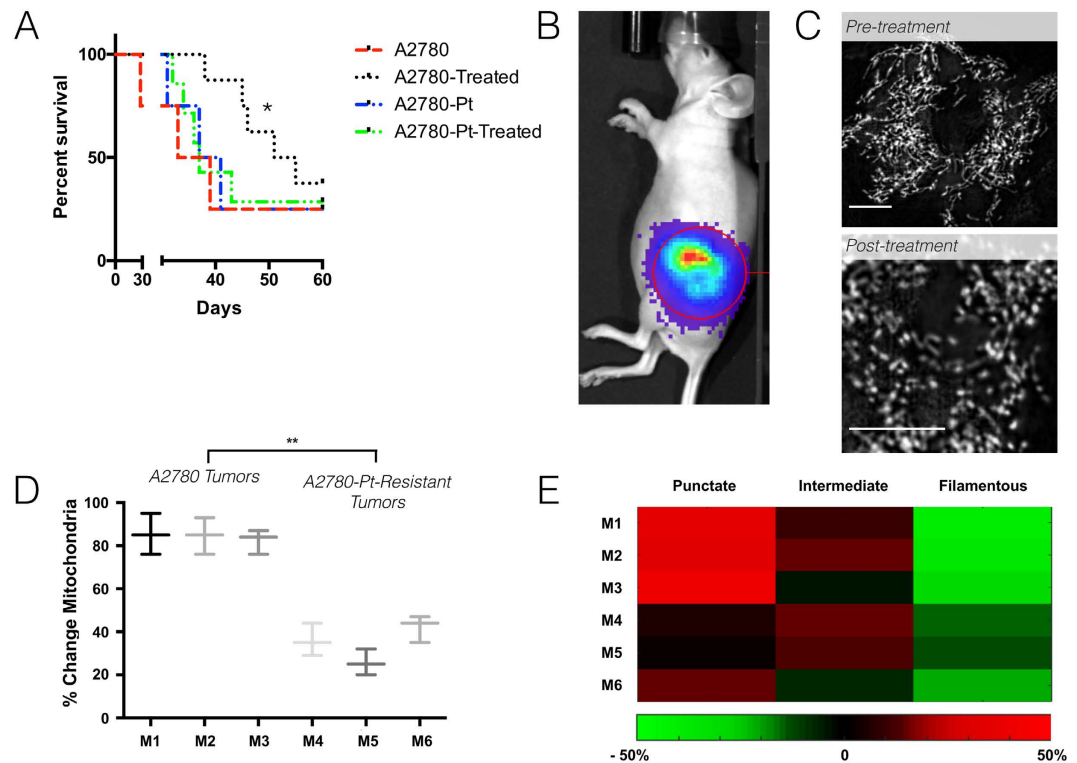 A
100
50
0
Percent survival
0 30 40 50 60
Days
A2780
A2780-Treated
A2780-Pt
A2780-Pt-Treated
*
B
C
Pre-treatment
Post-treatment
D
**
A2780 Tumors
A2780-Pt-Resistant
Tumors
% Change Mitochondria
100
80
60
40
20
0
M1 M2 M3 M4 M5 M6
E
Punctate Intermediate Filamentous
M1
M2
M3
M4
M5
M6
- 50% 0 50%